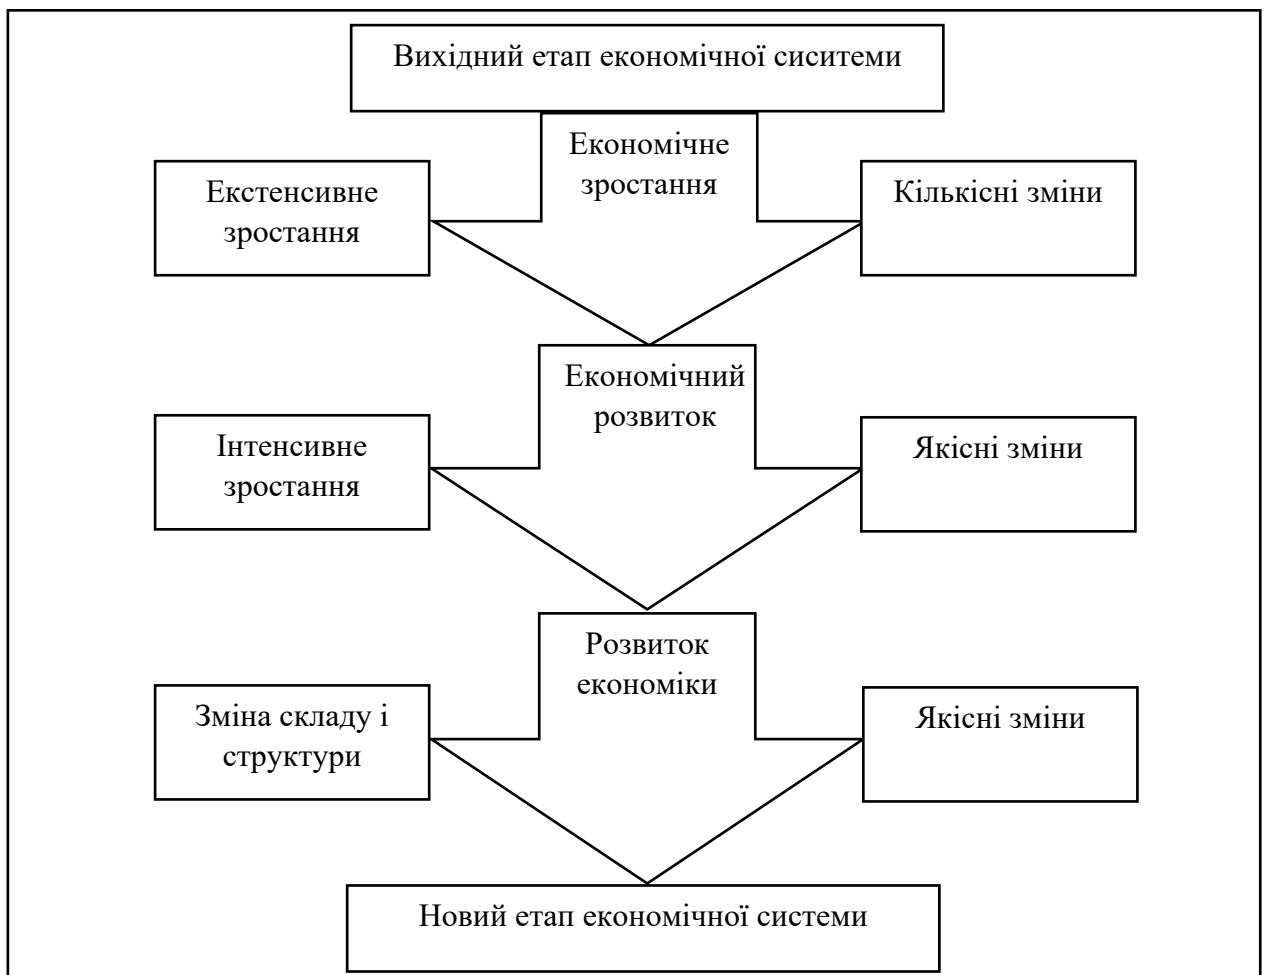 Вихідний етап економічної сиситеми
Економічне
зростання
Екстенсивне
зростання
Кількісні зміни
Економічний
розвиток
Інтенсивне
зростання
Якісні зміни
Розвиток
економіки
Зміна складу і
структури
Якісні зміни
Новий етап економічної системи